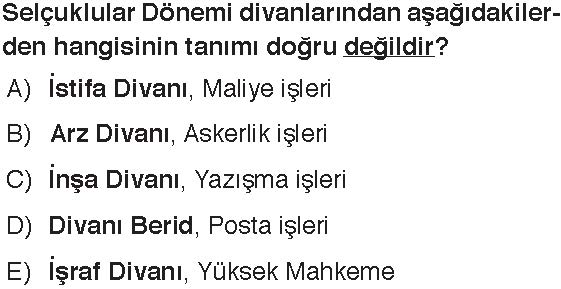 Selçuklular Dönemi divanlarından aşağıdakiler-
den hangisinin tanımı doğru değildir?
A) İstifa Divanı, Maliye işleri
B) Arz Divanı, Askerlik işleri
C) İnşa Divanı, Yazışma işleri
D) Divanı Berid, Posta işleri
E) İşraf Divanı, Yüksek Mahkeme